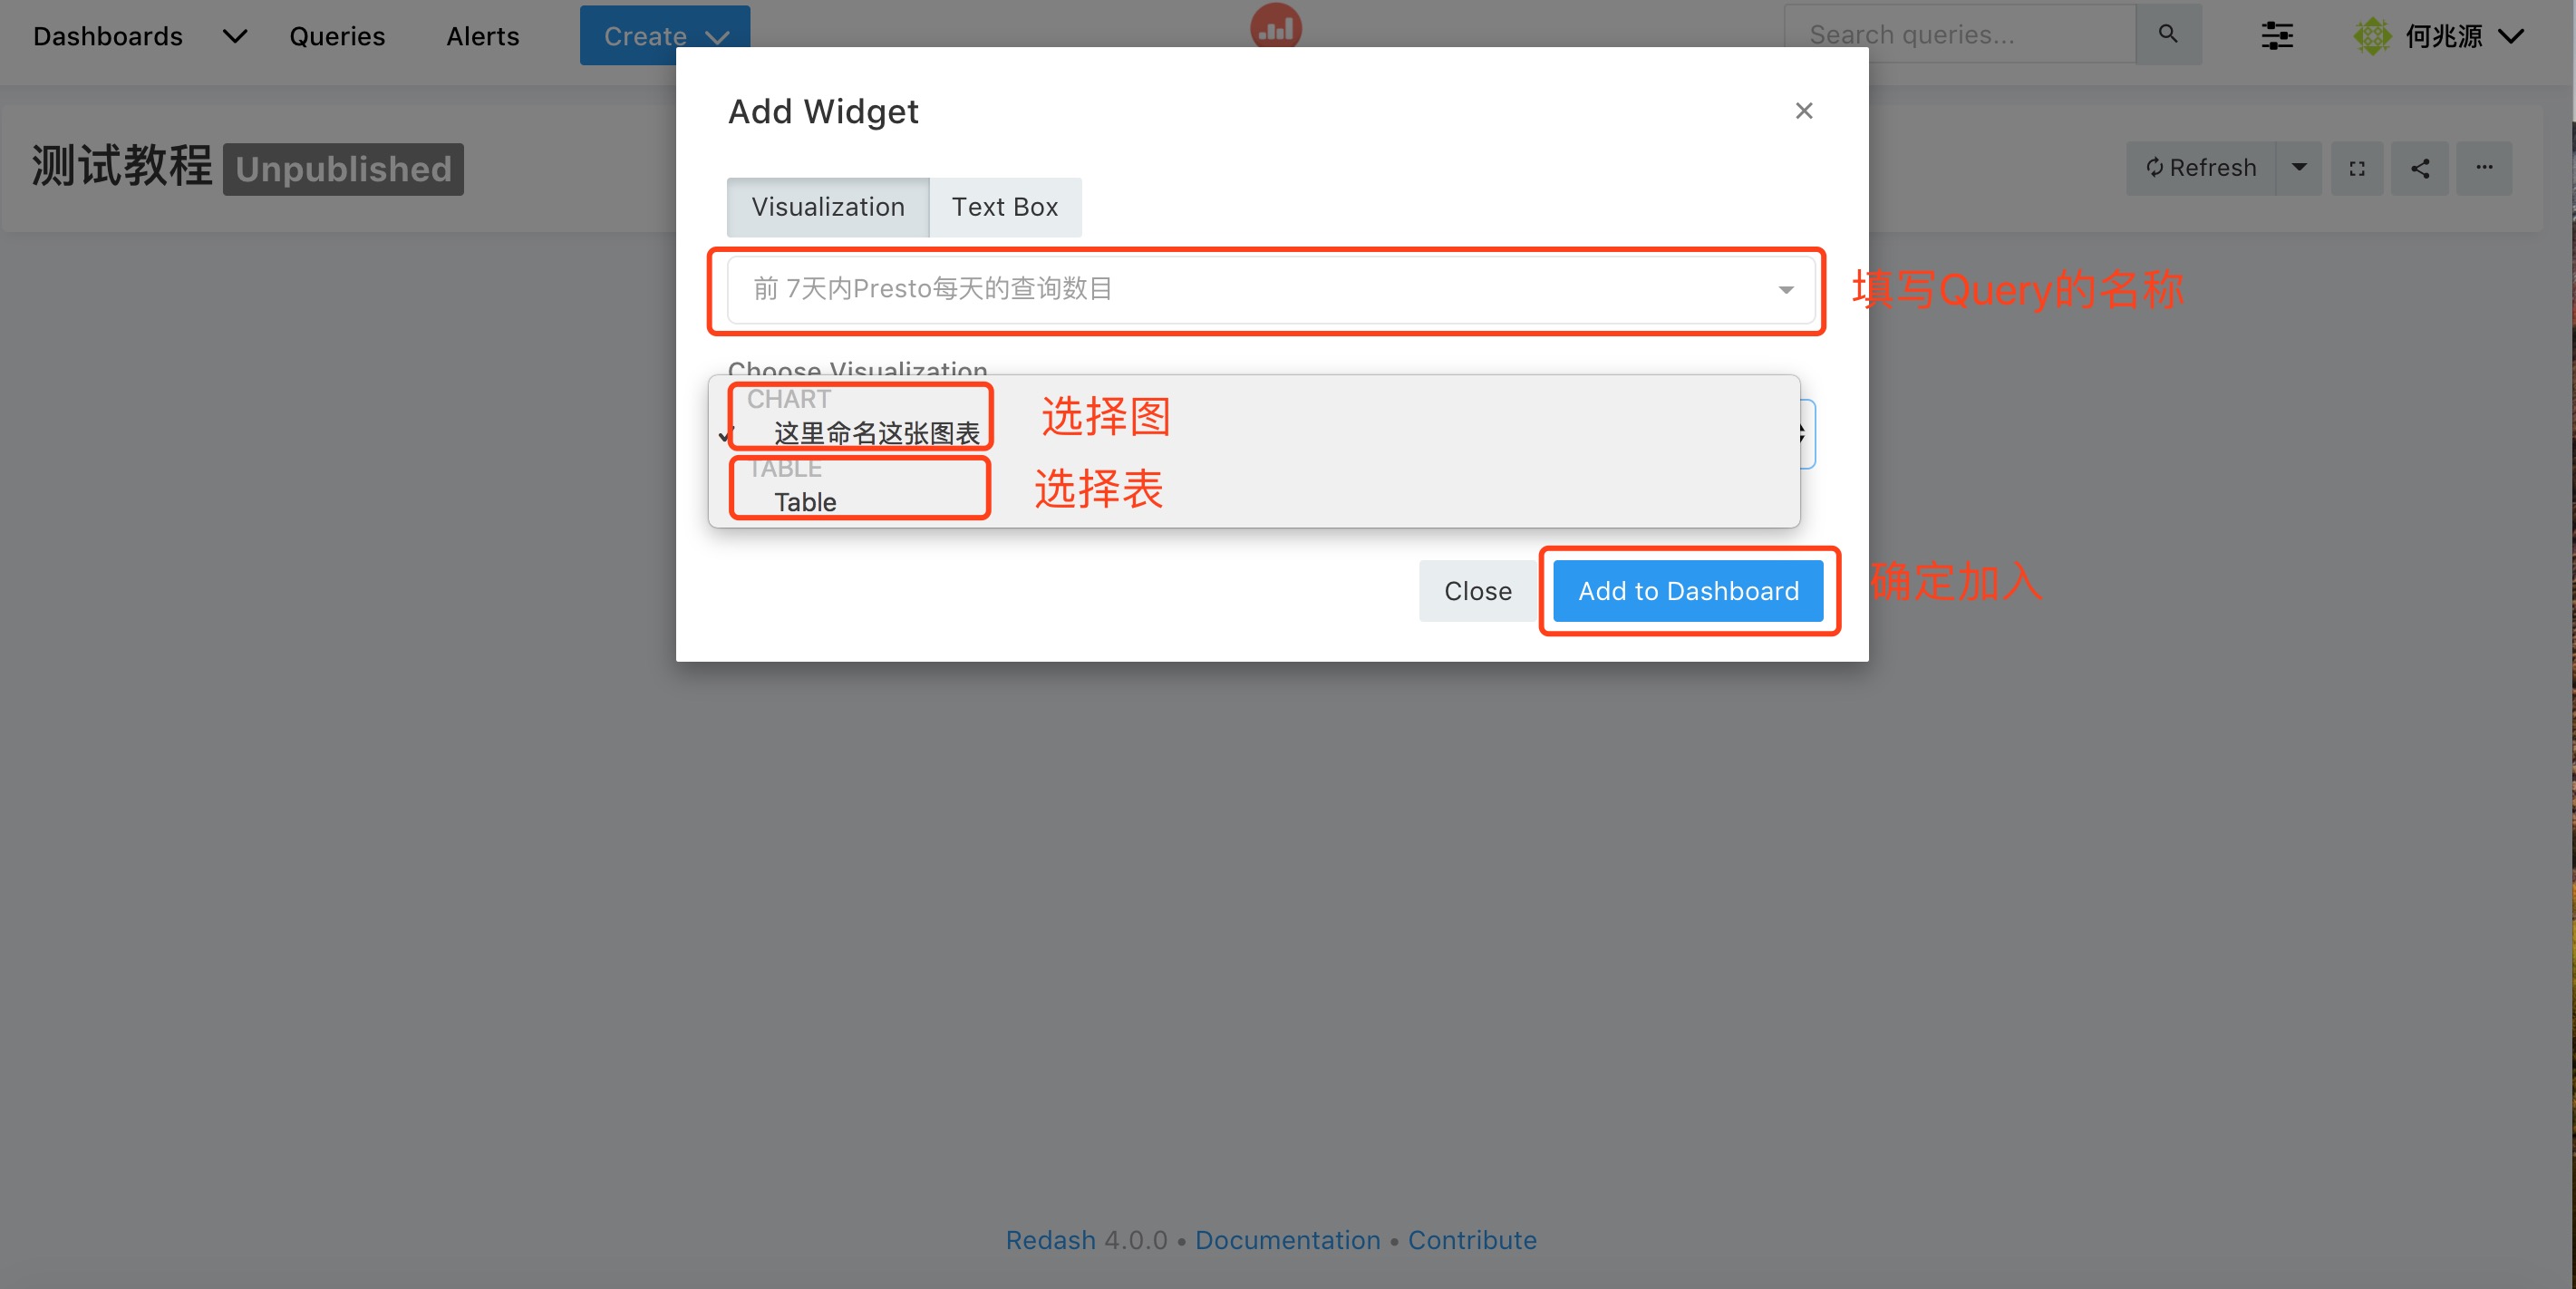 Dashboards Queries Alerts Create Search queries... 何兆源
测试教程 Unpublished Refresh
Add Widget
Visualization Text Box
前 7天内Presto每天的查询数目 填写Query的名称
Choose Visualization
CHART
这里命名这张图表 选择图
TABLE
Table 选择表
Close Add to Dashboard 确定加入
Redash 4.0.0 • Documentation • Contribute